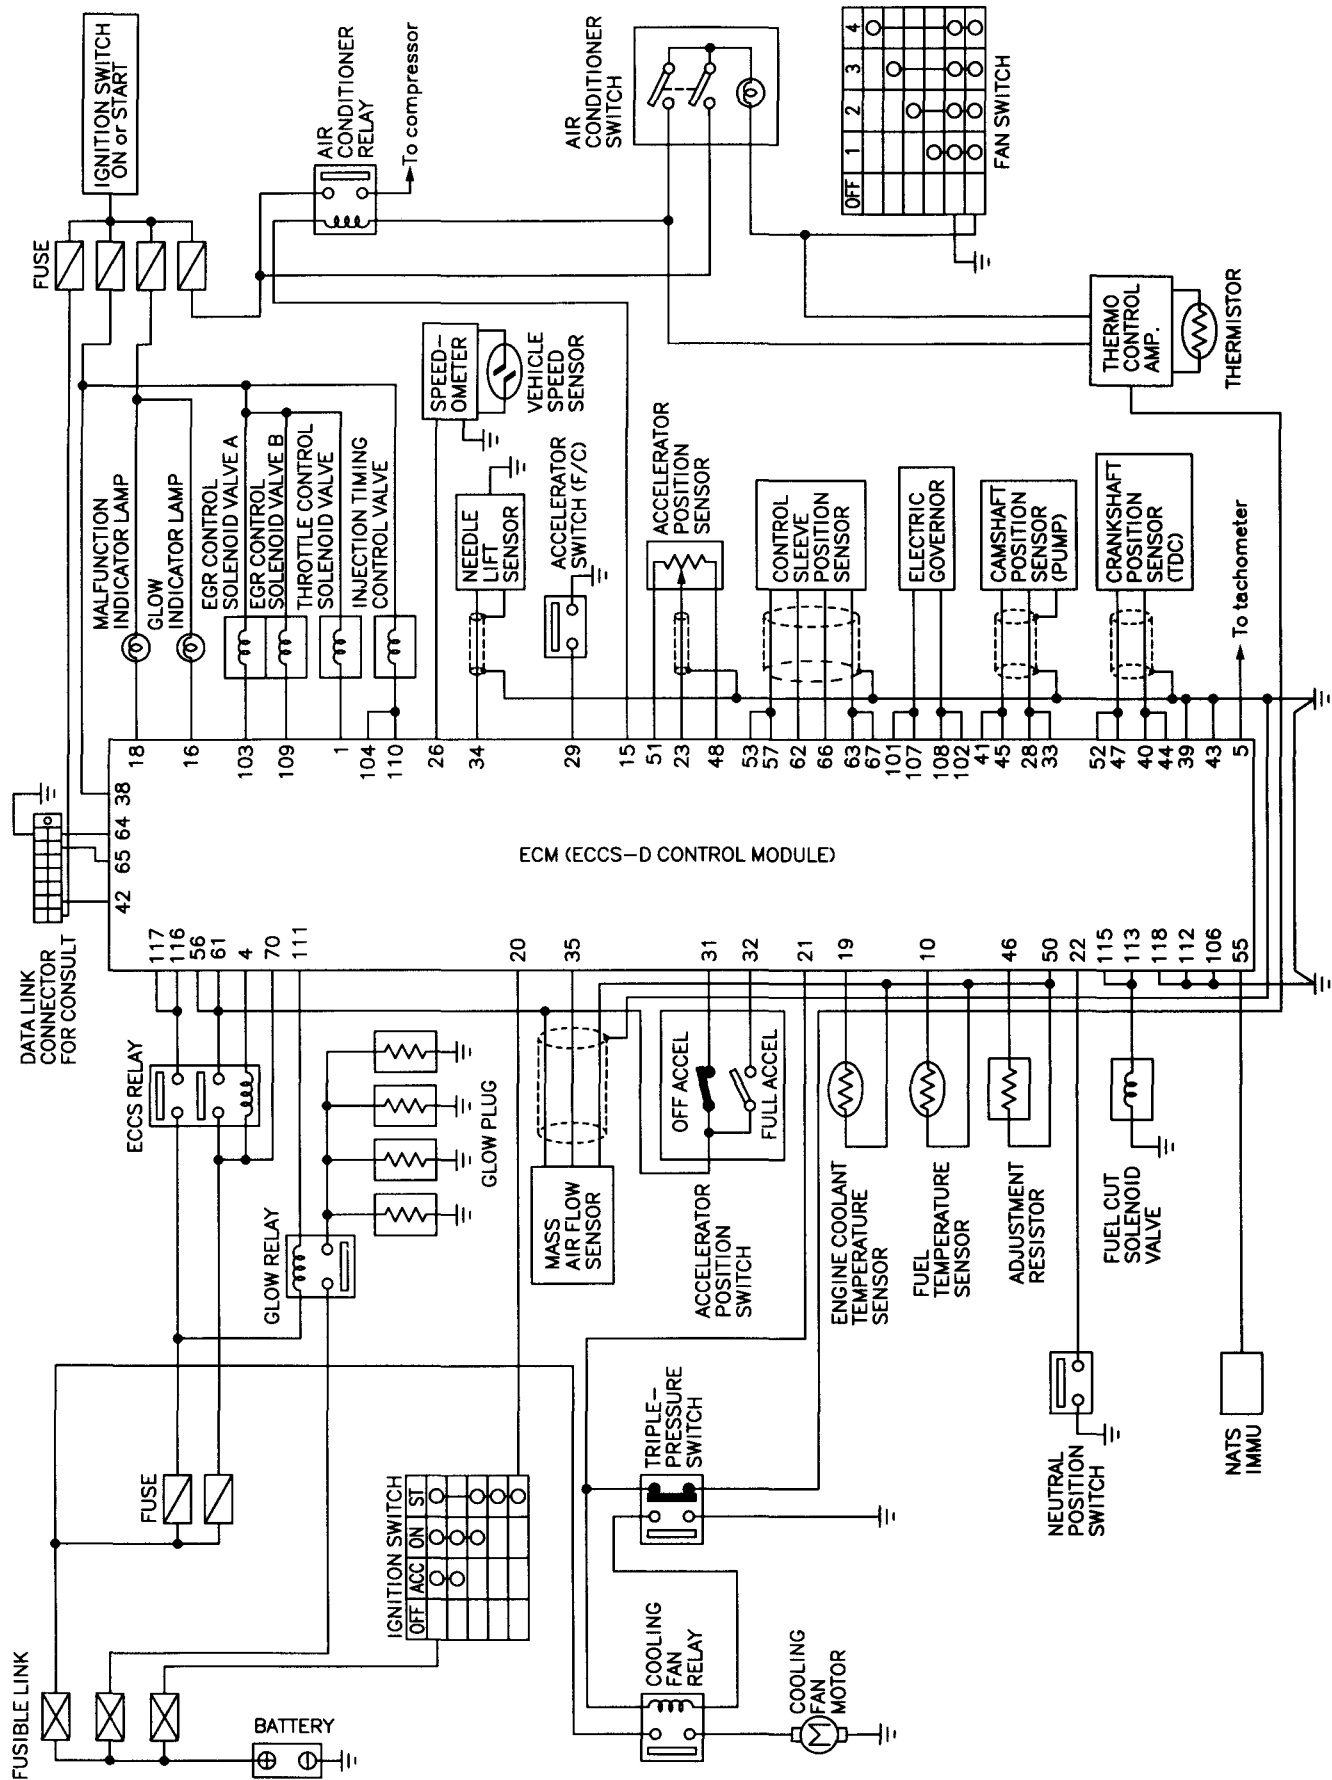 IGNITION SWITCH
ON or START
FUSE
AIR
CONDITIONER
RELAY
To compressor
AIR
CONDITIONER
SWITCH
OFF 1 2 3 4
FAN SWITCH
SPEED-
OMETER
VEHICLE
SPEED
SENSOR
THERMO
CONTROL
AMP.
THERMISTOR
MALFUNCTION
INDICATOR LAMP
GLOW
INDICATOR LAMP
EGR CONTROL
SOLENOID VALVE A
EGR CONTROL
SOLENOID VALVE B
THROTTLE CONTROL
SOLENOID VALVE
INJECTION TIMING
CONTROL VALVE
NEEDLE
LIFT
SENSOR
ACCELERATOR
SWITCH (F/C)
ACCELERATOR
POSITION
SENSOR
CONTROL
SLEEVE
POSITION
SENSOR
ELECTRIC
GOVERNOR
CAMSHAFT
POSITION
SENSOR
(PUMP)
CRANKSHAFT
POSITION
SENSOR
(TDC)
To tachometer
18
16
103
109
1
104
110
26
34
29
15
51
23
48
53
57
62
66
63
67
101
107
108
102
41
45
28
33
52
47
40
44
39
43
5
42 65 64 38
ECM (ECCS-D CONTROL MODULE)
117
116
56
61
4
70
111
20
35
31
32
21
19
10
46
50
22
115
113
118
112
106
55
DATA LINK
CONNECTOR
FOR CONSULT
ECCS RELAY
GLOW PLUG
GLOW RELAY
MASS
AIR FLOW
SENSOR
OFF ACCEL
FULL ACCEL
ACCELERATOR
POSITION
SWITCH
ENGINE COOLANT
TEMPERATURE
SENSOR
FUEL
TEMPERATURE
SENSOR
ADJUSTMENT
RESISTOR
FUEL CUT
SOLENOID
VALVE
FUSE
IGNITION SWITCH
OFF ACC ON ST
TRIPLE-
PRESSURE
SWITCH
NEUTRAL
POSITION
SWITCH
NATS
IMMU
FUSIBLE LINK
BATTERY
COOLING
FAN
RELAY
COOLING
FAN
MOTOR
M